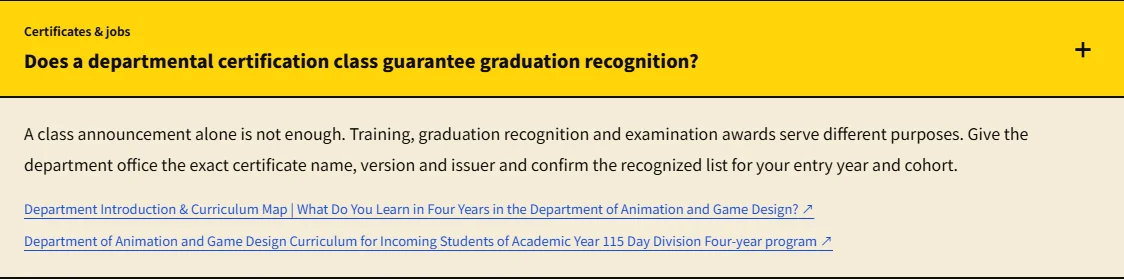 Certificates & jobs
Does a departmental certification class guarantee graduation recognition?
+
A class announcement alone is not enough. Training, graduation recognition and examination awards serve different purposes. Give the
department office the exact certificate name, version and issuer and confirm the recognized list for your entry year and cohort.
Department Introduction & Curriculum Map | What Do You Learn in Four Years in the Department of Animation and Game Design? ↗
Department of Animation and Game Design Curriculum for Incoming Students of Academic Year 115 Day Division Four-year program ↗